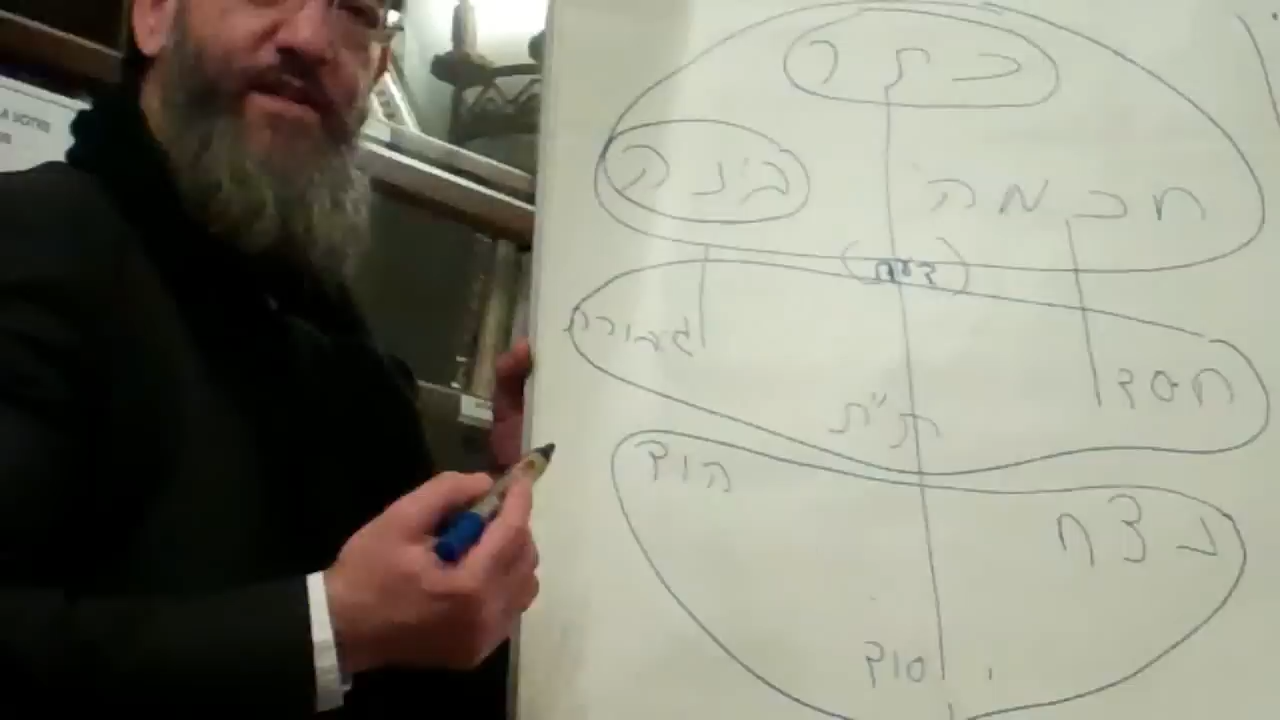 כתר
חכמה בינה
דעת
חסד גבורה
ת"ת
נצח הוד
יסוד